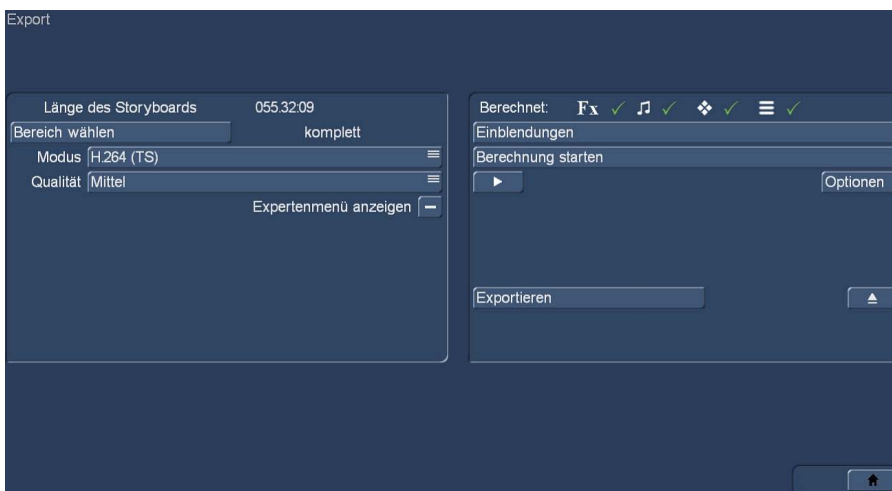 Export
Länge des Storyboards 055.32:09
Bereich wählen komplett
Modus H.264 (TS)
Qualität Mittel
Expertenmenü anzeigen
Berechnet: Fx
Einblendungen
Berechnung starten
Optionen
Exportieren